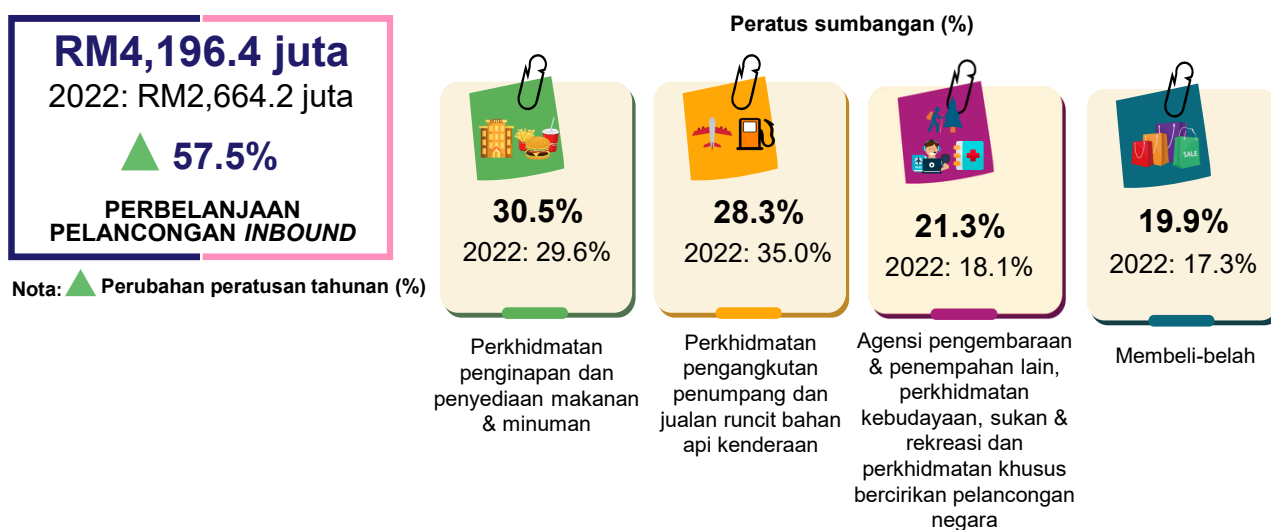 RM4,196.4 juta
2022: RM2,664.2 juta
57.5%
PERBELANJAAN
PELANCONGAN INBOUND
Nota: Perubahan peratusan tahunan (%)
Peratus sumbangan (%)
30.5%
2022: 29.6%
Perkhidmatan
penginapan dan
penyediaan makanan
& minuman
28.3%
2022: 35.0%
Perkhidmatan
pengangkutan
penumpang dan
jualan runcit bahan
api kenderaan
21.3%
2022: 18.1%
Agensi pengembaraan
& penempahan lain,
perkhidmatan
kebudayaan, sukan &
rekreasi dan
perkhidmatan khusus
bercirikan pelancongan
negara
SALE
19.9%
2022: 17.3%
Membeli-belah